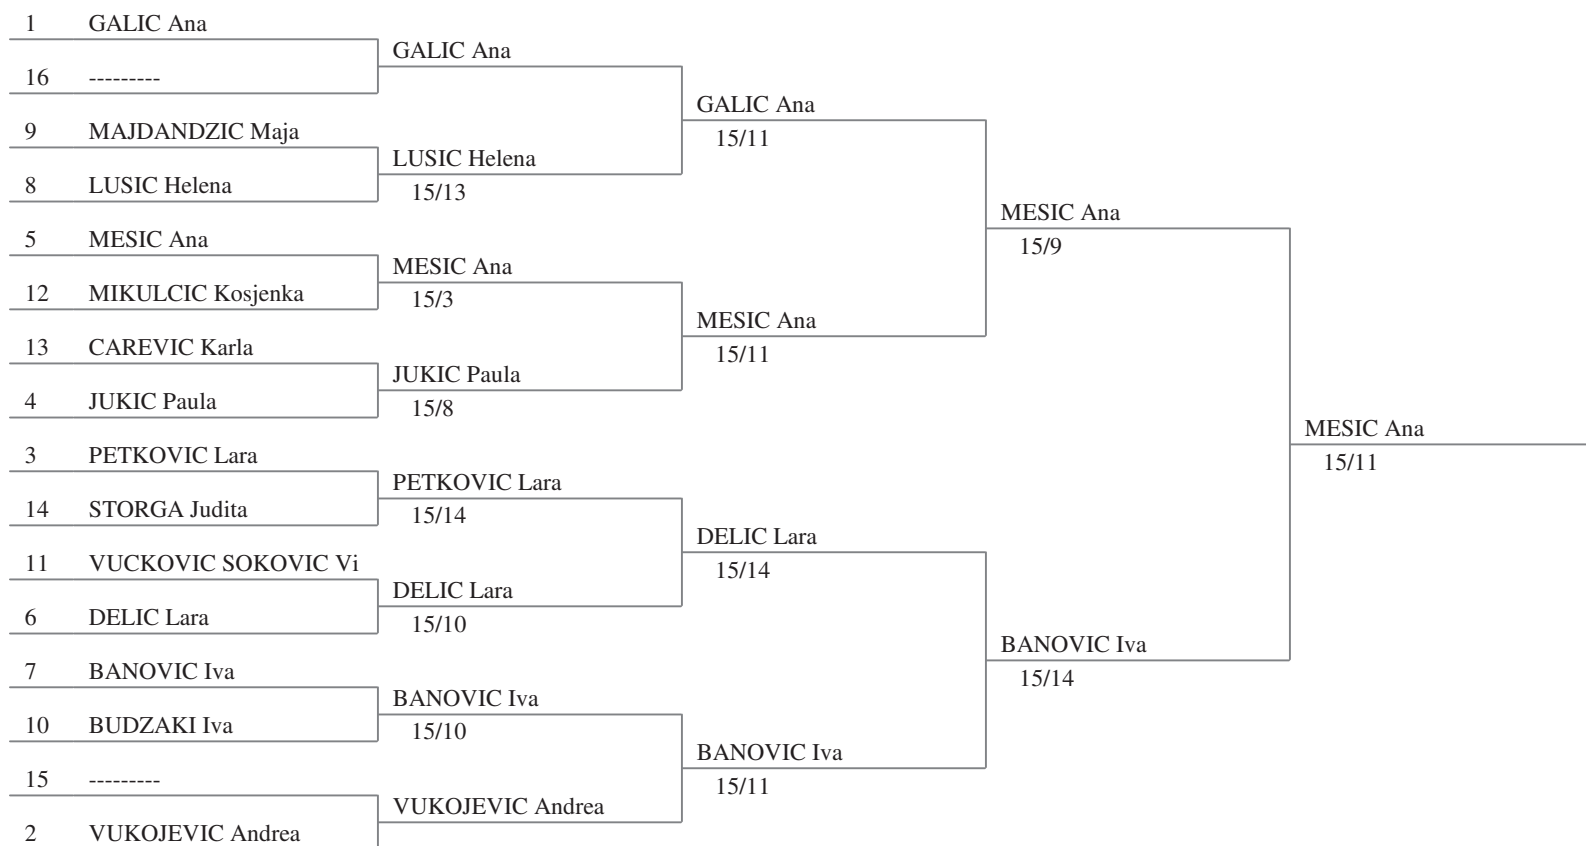 1 GALIC Ana
GALIC Ana
16 ---------
GALIC Ana
15/11
9 MAJDANDZIC Maja
LUSIC Helena
15/13
8 LUSIC Helena
MESIC Ana
15/9
5 MESIC Ana
MESIC Ana
15/3
12 MIKULCIC Kosjenka
MESIC Ana
15/11
13 CAREVIC Karla
JUKIC Paula
15/8
4 JUKIC Paula
MESIC Ana
15/11
3 PETKOVIC Lara
PETKOVIC Lara
15/14
14 STORGA Judita
DELIC Lara
15/14
11 VUCKOVIC SOKOVIC Vi
DELIC Lara
15/10
6 DELIC Lara
BANOVIC Iva
15/14
7 BANOVIC Iva
BANOVIC Iva
15/10
10 BUDZAKI Iva
BANOVIC Iva
15/11
15 ---------
VUKOJEVIC Andrea
2 VUKOJEVIC Andrea